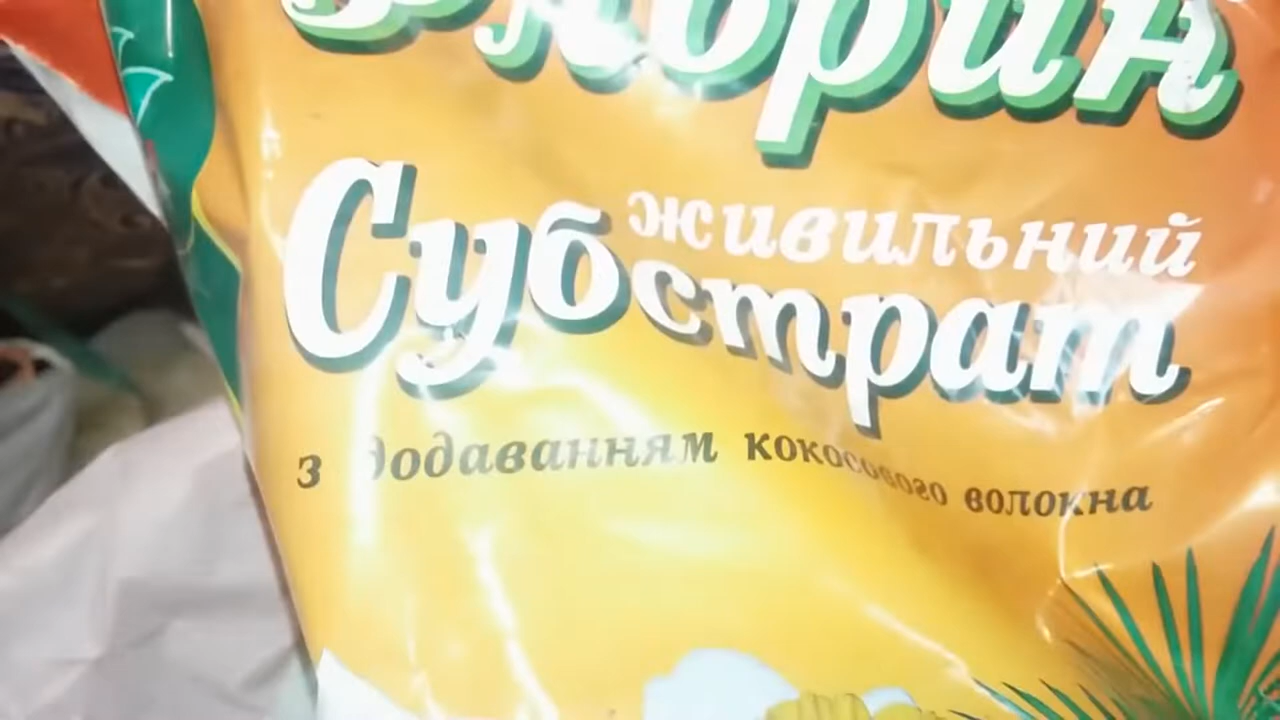 живильний
Субстрат
з додаванням кокосового волокна